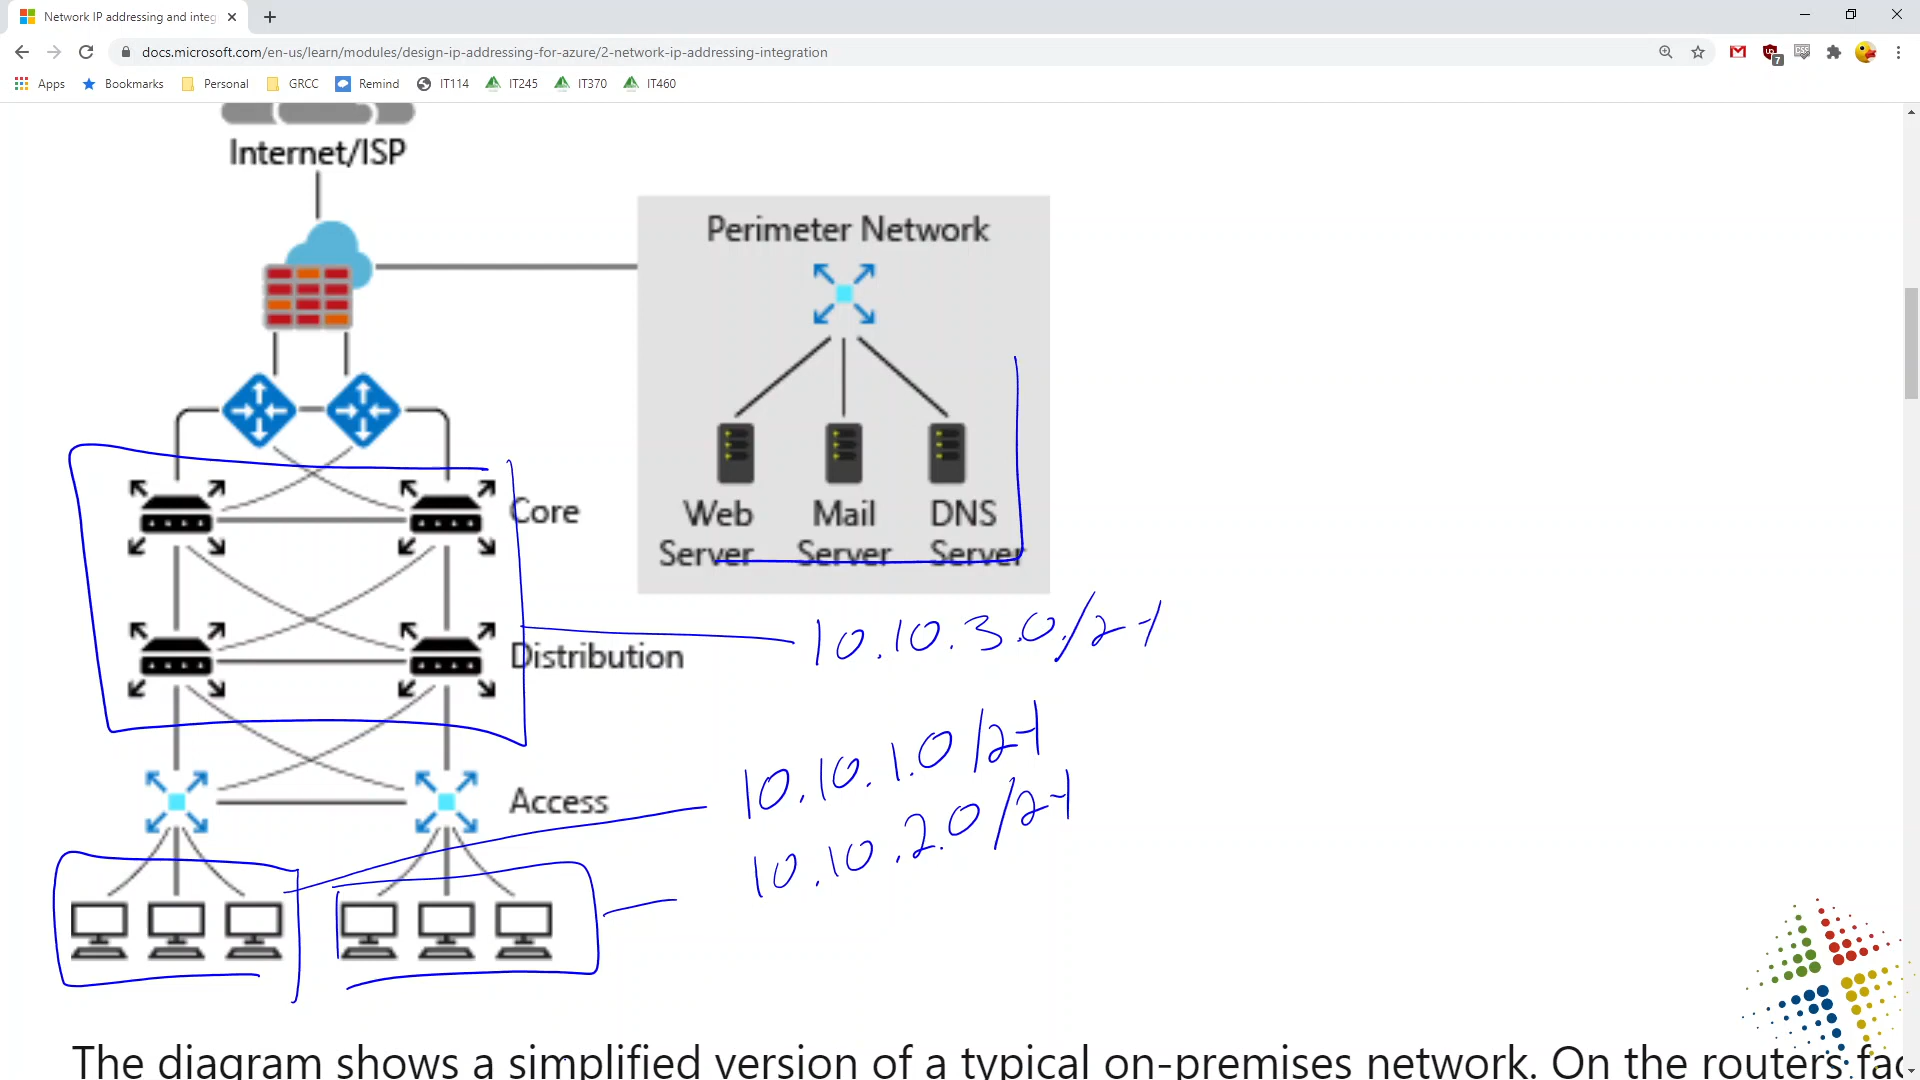 Network IP addressing and integ
docs.microsoft.com/en-us/learn/modules/design-ip-addressing-for-azure/2-network-ip-addressing-integration
7
Apps
Bookmarks
Personal
GRCC
Remind
IT114
IT245
IT370
IT460
Internet/ISP
Perimeter Network
Web Server
Mail Server
DNS Server
Core
Distribution
10.10.3.0./24
Access
10.10.1.0/24
10.10.2.0/24
The diagram shows a simplified version of a typical on-premises network. On the routers fac